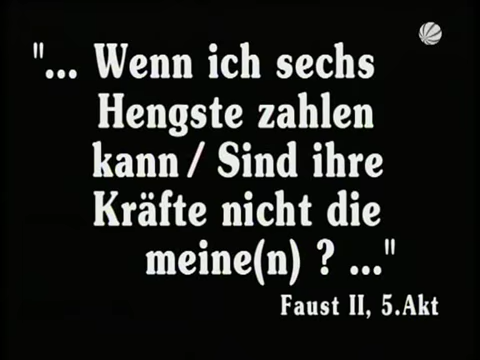 "... Wenn ich sechs
Hengste zahlen
kann / Sind ihre
Kräfte nicht die
meine(n) ? ..."
Faust II, 5.Akt